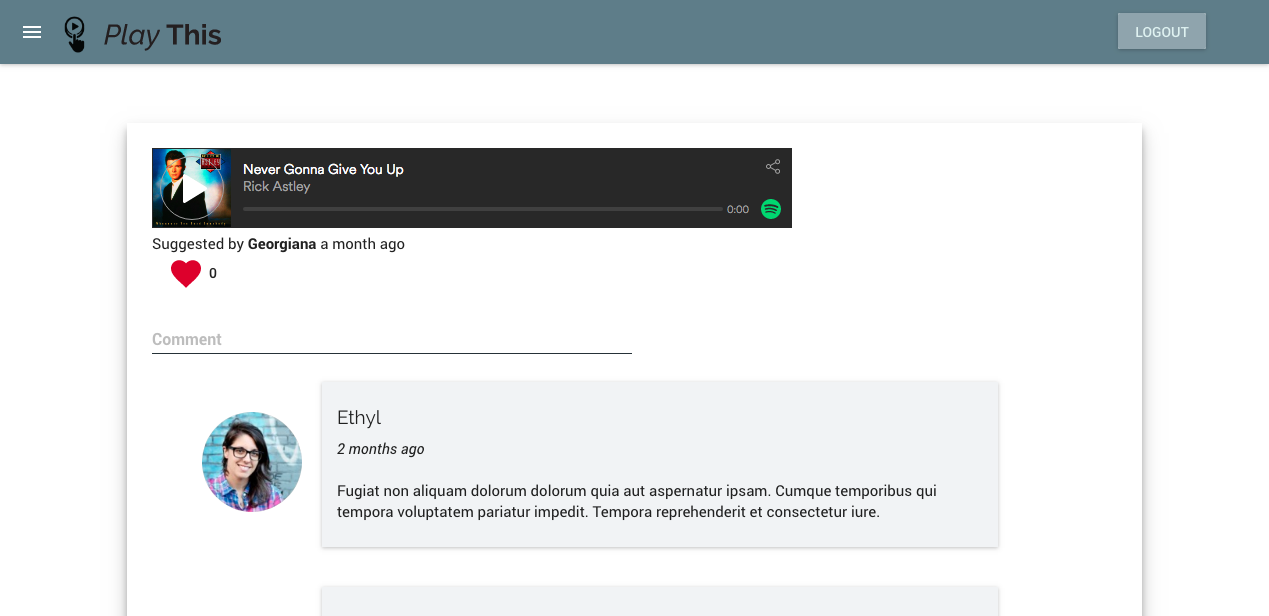 Play This
LOGOUT
Never Gonna Give You Up
Rick Astley
0:00
Suggested by Georgiana a month ago
0
Comment
Ethyl
2 months ago
Fugiat non aliquam dolorum dolorum quia aut aspernatur ipsam. Cumque temporibus qui
tempora voluptatem pariatur impedit. Tempora reprehenderit et consectetur iure.